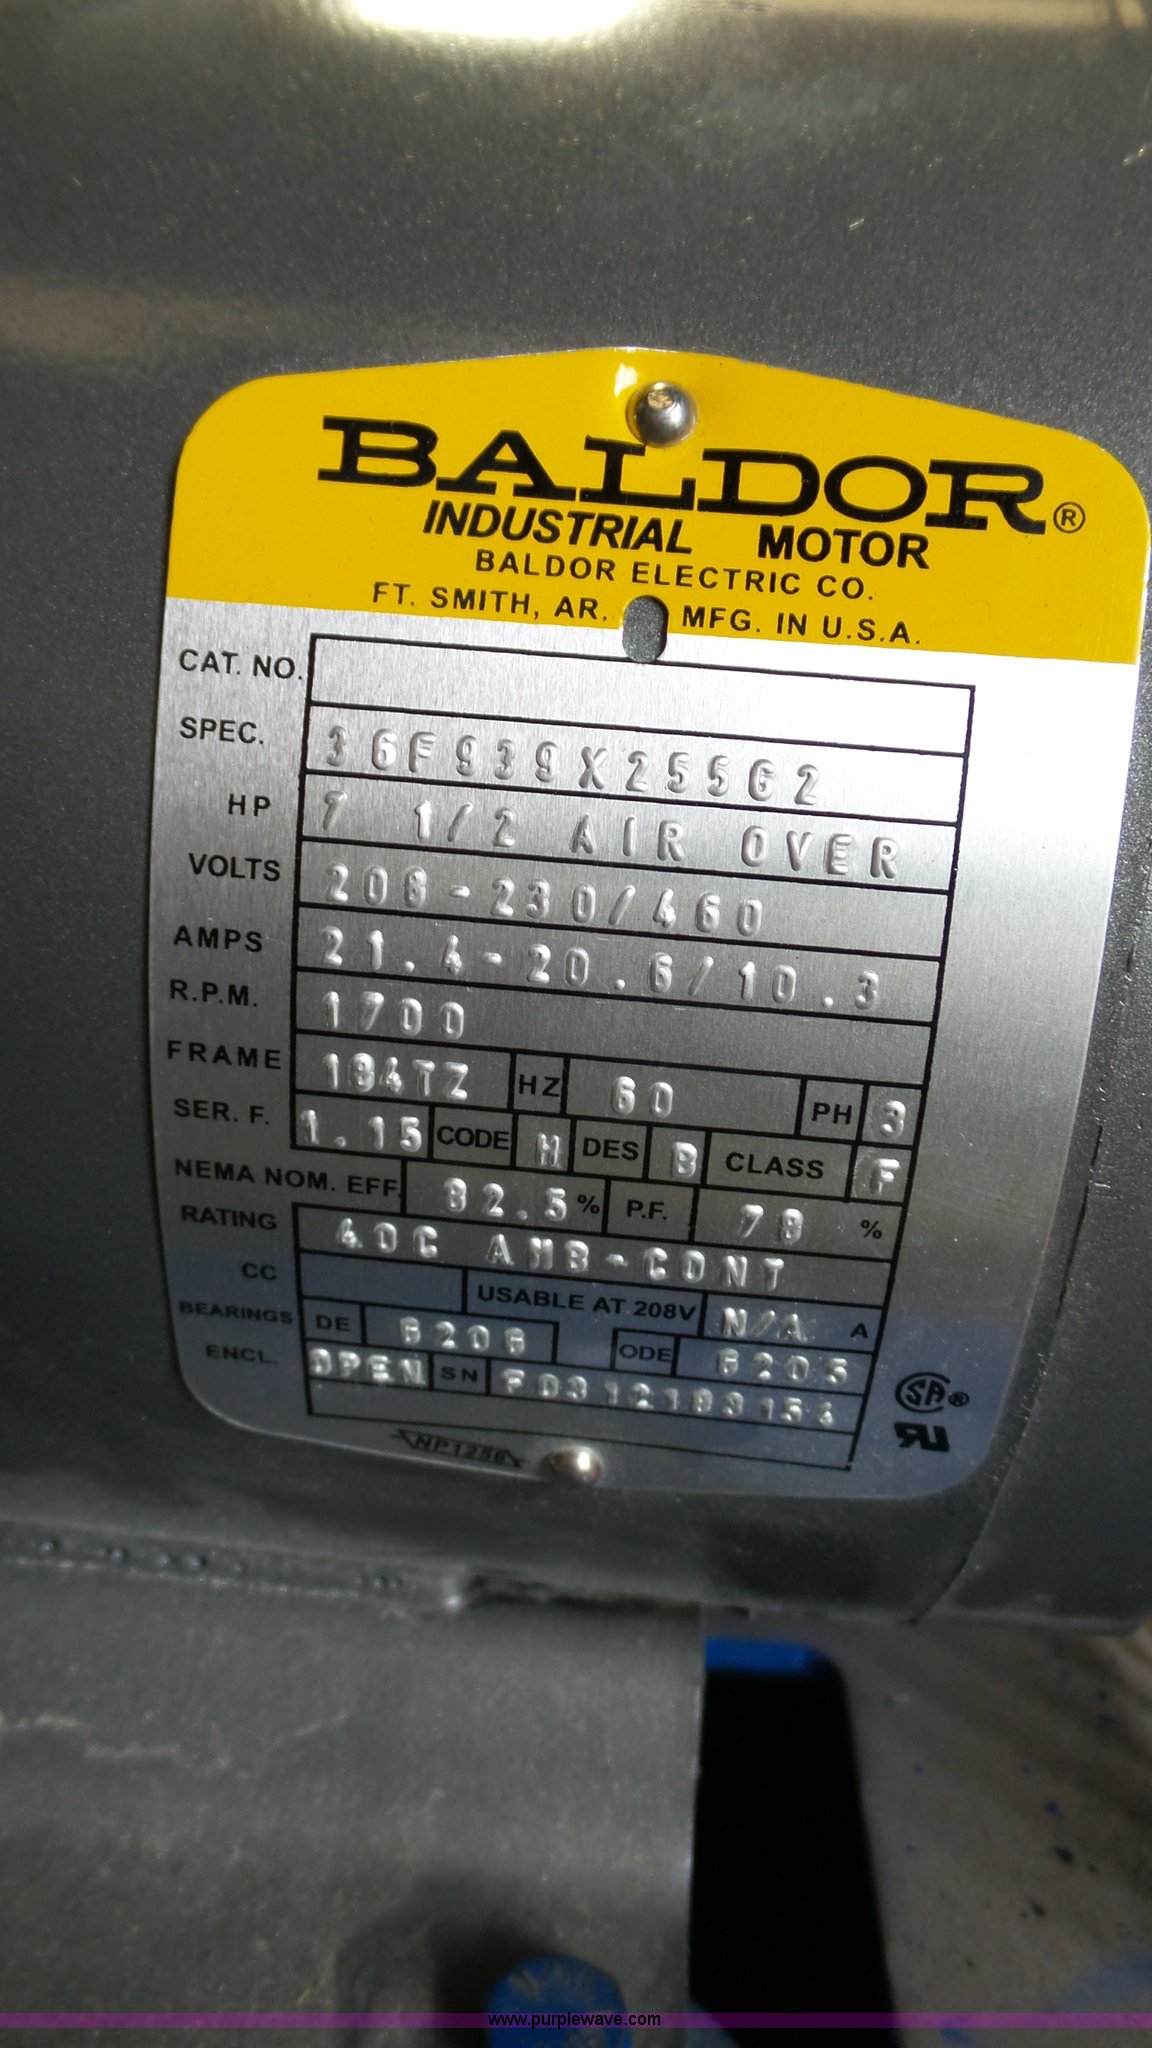 BALDOR®
INDUSTRIAL MOTOR
BALDOR ELECTRIC CO.
FT. SMITH, AR. MFG. IN U.S.A.
CAT. NO.
SPEC. 36F939X255G2
HP 7 1/2 AIR OVER
VOLTS 208-230/460
AMPS 21.4-20.6/10.3
R.P.M. 1700
FRAME 184TZ HZ 60 PH 3
SER. F. 1.15 CODE H DES B CLASS F
NEMA NOM. EFF. 82.5 % P.F. 78 %
RATING 40C AMB-CONT
CC USABLE AT 208V N/A A
BEARINGS DE 6206 ODE 6205
ENCL. OPEN SN F0312193154
NP1256
www.purplewave.com